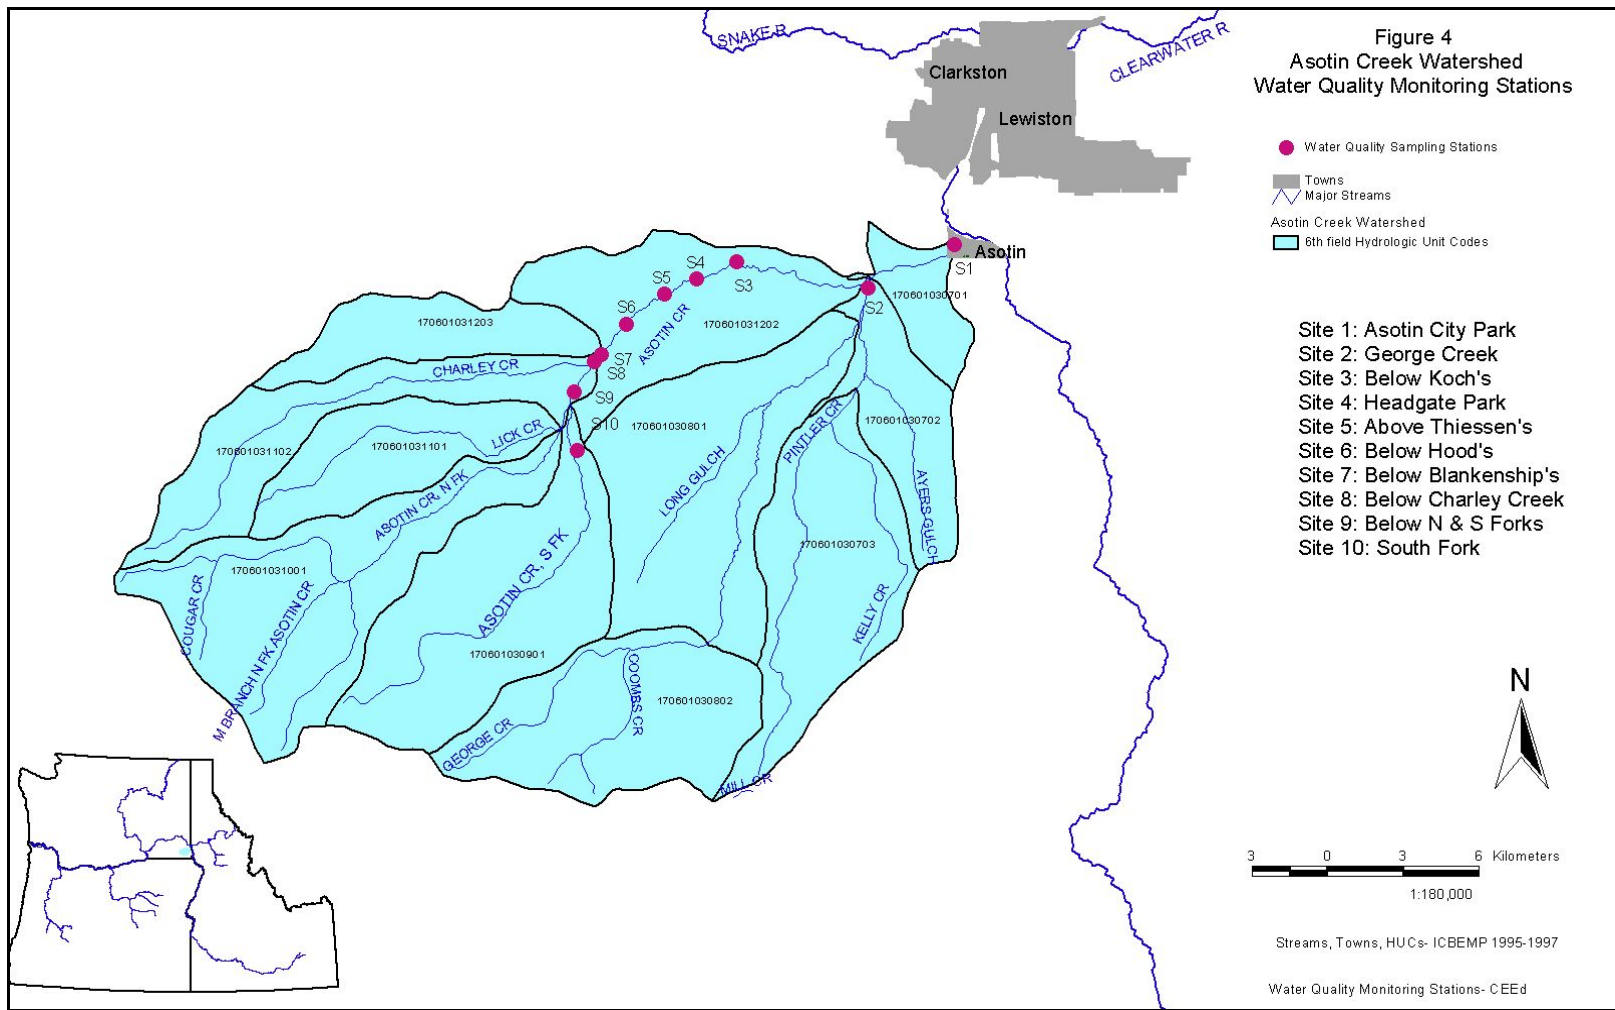 Figure 4
Asotin Creek Watershed
Water Quality Monitoring Stations
SNAKE R
CLEARWATER R
Clarkston
Lewiston
Water Quality Sampling Stations
Towns
Major Streams
Asotin Creek Watershed
6th field Hydrologic Unit Codes
Asotin
S1
S2
S3
S4
S5
S6
S7
S8
S9
S10
170601030701
170601031203
170601031202
ASOTIN CR
CHARLEY CR
LICK CR
170601031102
170601031101
170601030801
170601030702
PINTLER CR
LONG GULCH
AYERS GULCH
ASOTIN CR, N FK
170601031001
COUGAR CR
M BRANCH N FK ASOTIN CR
ASOTIN CR, S FK
170601030703
KELLY CR
170601030901
COOMBS CR
170601030802
GEORGE CR
MILL CR
Site 1: Asotin City Park
Site 2: George Creek
Site 3: Below Koch's
Site 4: Headgate Park
Site 5: Above Thiessen's
Site 6: Below Hood's
Site 7: Below Blankenship's
Site 8: Below Charley Creek
Site 9: Below N & S Forks
Site 10: South Fork
N
3 0 3 6 Kilometers
1:180,000
Streams, Towns, HUCs- ICBEMP 1995-1997
Water Quality Monitoring Stations- CEEd